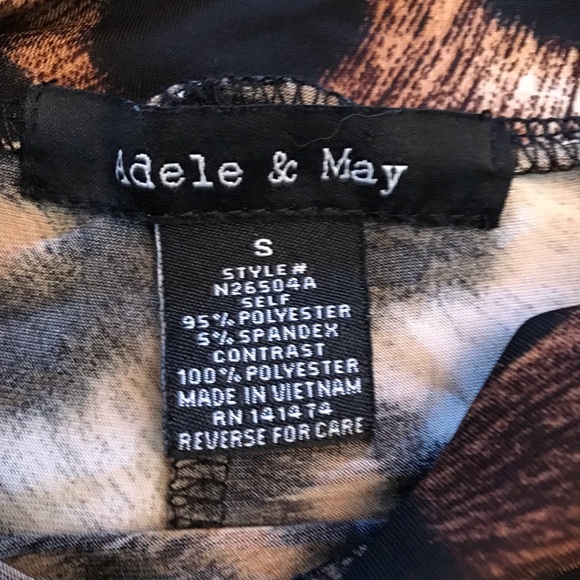 Adele & May
S
STYLE#
N26504A
SELF
95% POLYESTER
5% SPANDEX
CONTRAST
100% POLYESTER
MADE IN VIETNAM
RN 141474
REVERSE FOR CARE